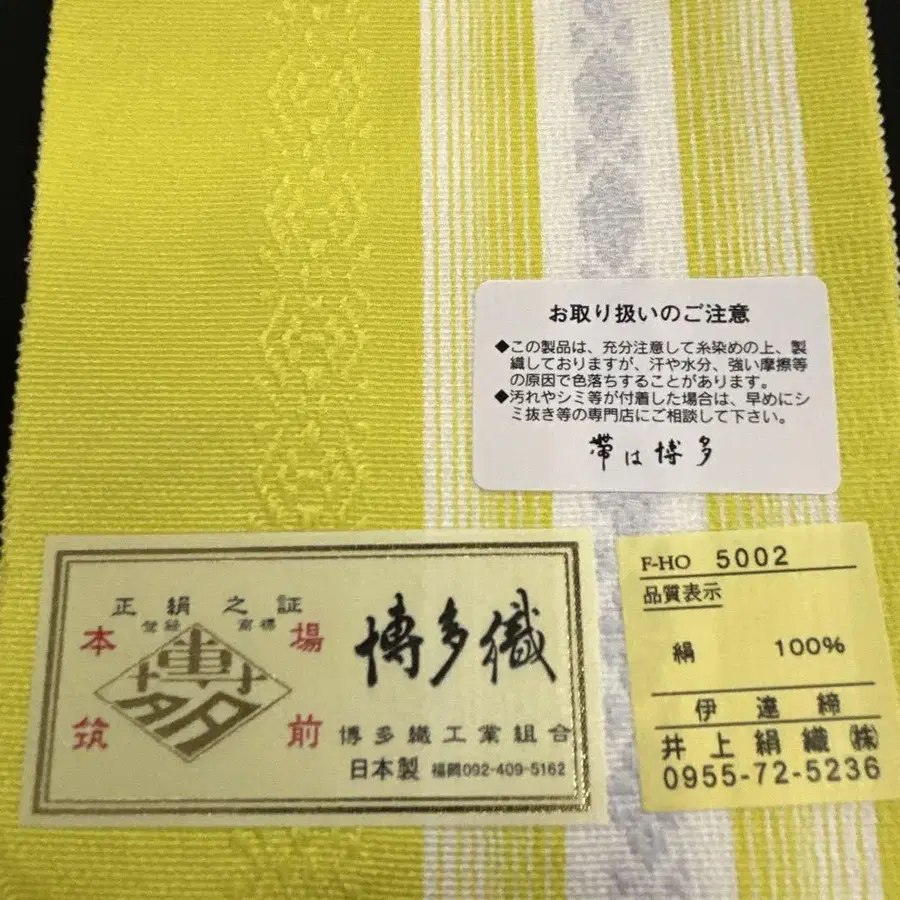 お取り扱いのご注意
◆この製品は、充分注意して糸染めの上、製
織しておりますが、汗や水分、強い摩擦等
の原因で色落ちすることがあります。
◆汚れやシミ等が付着した場合は、早めにシ
ミ抜き等の専門店にご相談して下さい。
帯は博多
正絹之証
登録商標
本場
筑前
博多
博多織
博多織工業組合
日本製 福岡092-409-5162
F-HO 5002
品質表示
絹 100%
伊達締
井上絹織㈱
0955-72-5236